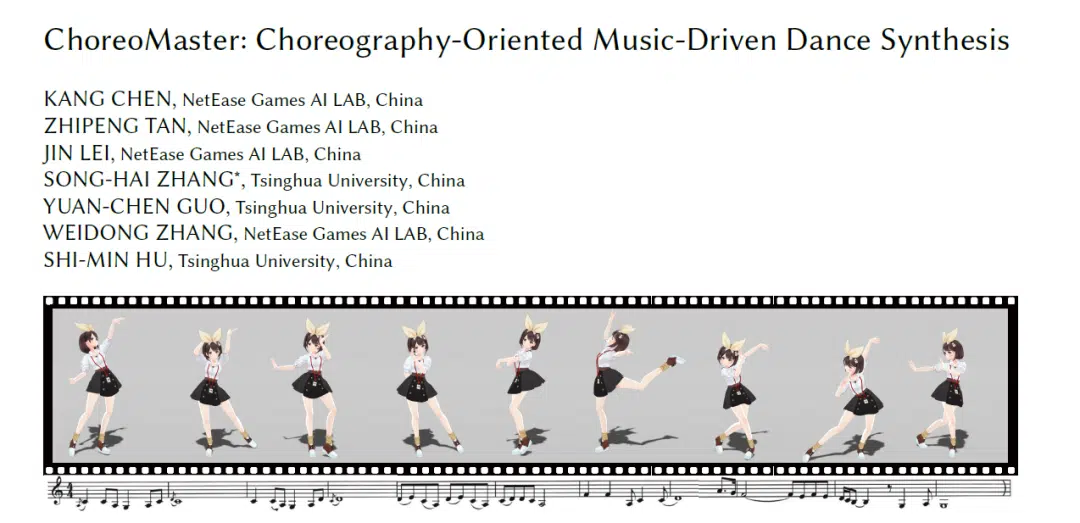 ChoreoMaster: Choreography-Oriented Music-Driven Dance Synthesis
KANG CHEN, NetEase Games AI LAB, China
ZHIPENG TAN, NetEase Games AI LAB, China
JIN LEI, NetEase Games AI LAB, China
SONG-HAI ZHANG*, Tsinghua University, China
YUAN-CHEN GUO, Tsinghua University, China
WEIDONG ZHANG, NetEase Games AI LAB, China
SHI-MIN HU, Tsinghua University, China